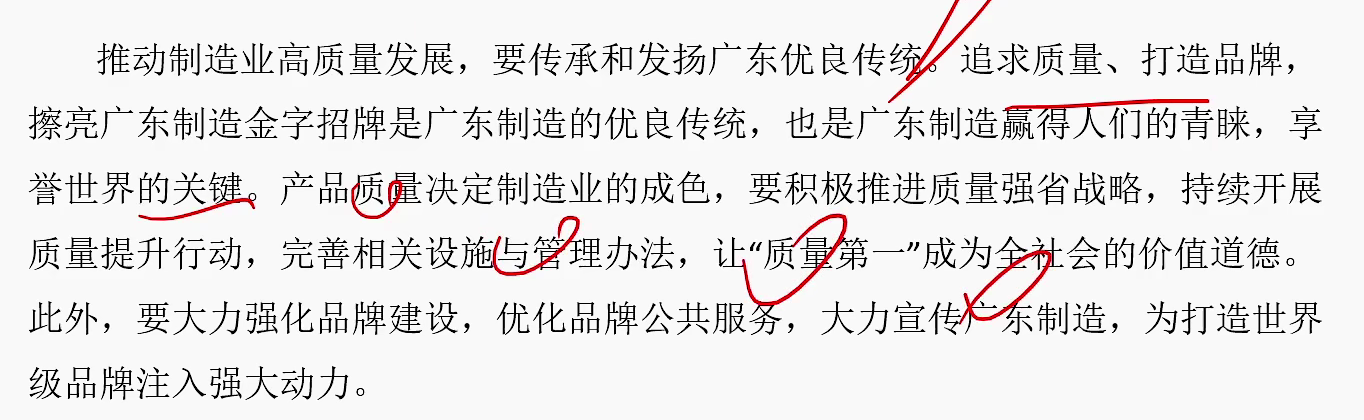 推动制造业高质量发展，要传承和发扬广东优良传统。追求质量、打造品牌，
擦亮广东制造金字招牌是广东制造的优良传统，也是广东制造赢得人们的青睐，享
誉世界的关键。产品质量决定制造业的成色，要积极推进质量强省战略，持续开展
质量提升行动，完善相关设施与管理办法，让“质量第一”成为全社会的价值道德。
此外，要大力强化品牌建设，优化品牌公共服务，大力宣传广东制造，为打造世界
级品牌注入强大动力。